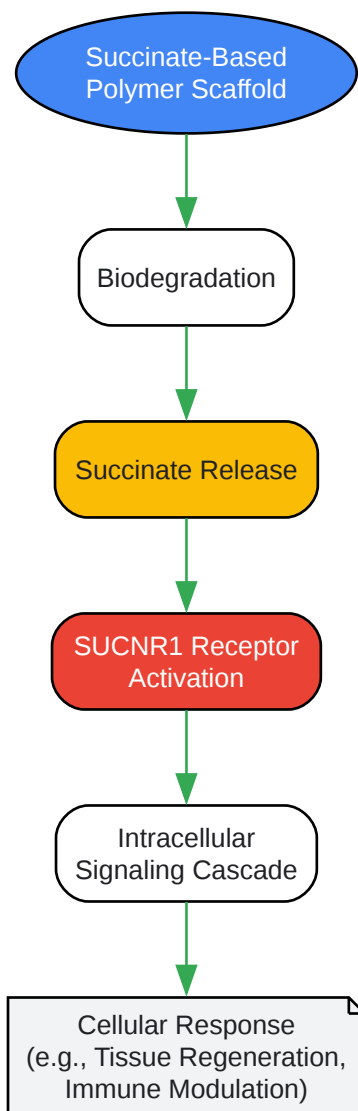 Succinate-Based
Polymer Scaffold
Biodegradation
Succinate Release
SUCNR1 Receptor
Activation
Intracellular
Signaling Cascade
Cellular Response
(e.g., Tissue Regeneration,
Immune Modulation)